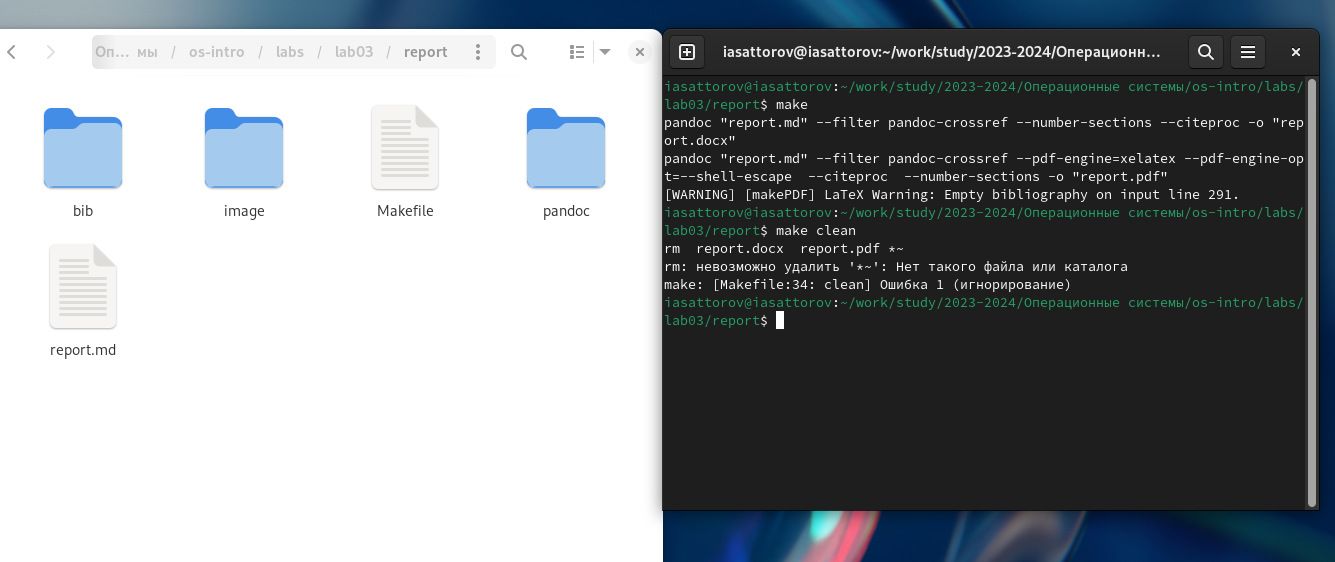 Оп… мы / os-intro / labs / lab03 / report
bib
image
Makefile
pandoc
report.md
iasattorov@iasattorov:~/work/study/2023-2024/Операционн…
iasattorov@iasattorov:~/work/study/2023-2024/Операционные системы/os-intro/labs/
lab03/report$ make
pandoc "report.md" --filter pandoc-crossref --number-sections --citeproc -o "rep
ort.docx"
pandoc "report.md" --filter pandoc-crossref --pdf-engine=xelatex --pdf-engine-op
t=--shell-escape  --citeproc  --number-sections -o "report.pdf"
[WARNING] [makePDF] LaTeX Warning: Empty bibliography on input line 291.
iasattorov@iasattorov:~/work/study/2023-2024/Операционные системы/os-intro/labs/
lab03/report$ make clean
rm  report.docx  report.pdf *~
rm: невозможно удалить '*~': Нет такого файла или каталога
make: [Makefile:34: clean] Ошибка 1 (игнорирование)
iasattorov@iasattorov:~/work/study/2023-2024/Операционные системы/os-intro/labs/
lab03/report$